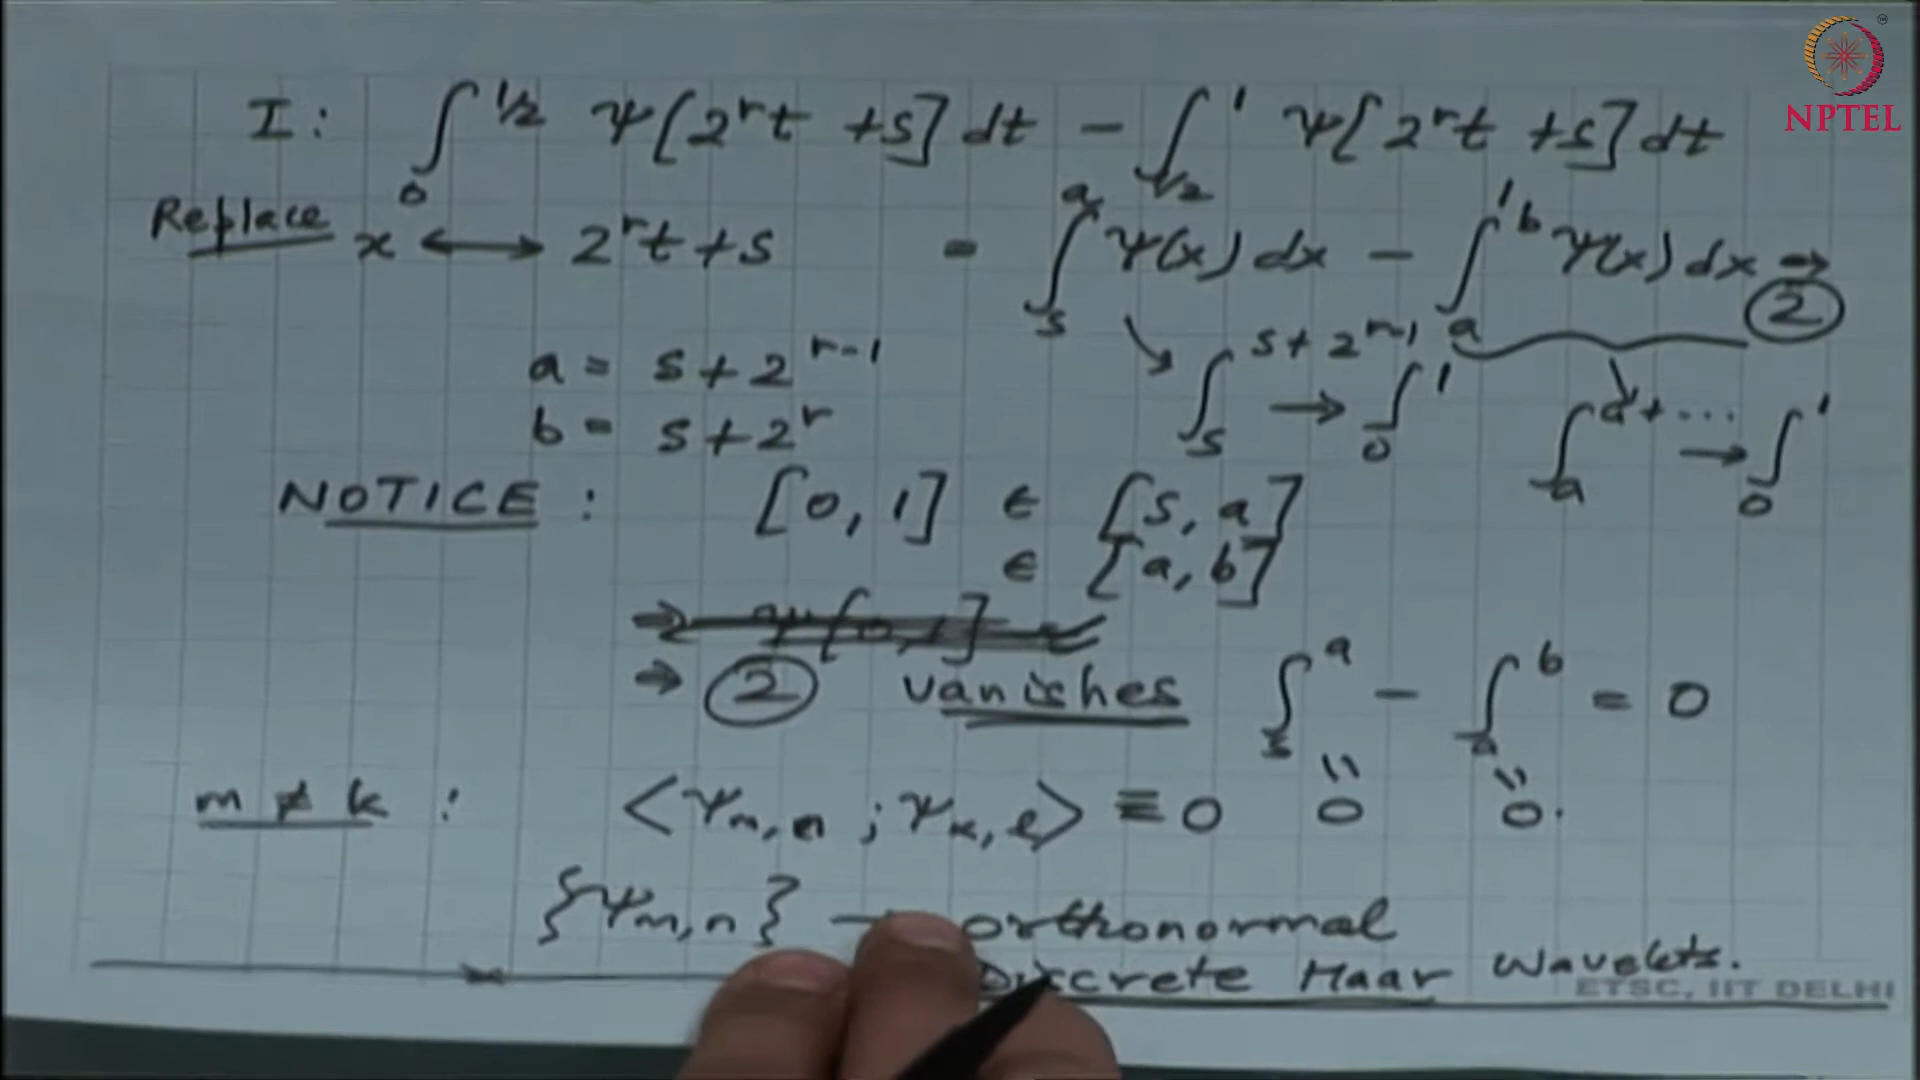 NPTEL
I: ∫₀^{1/2} ψ[2^r t + s] dt − ∫_{1/2}^{1} ψ[2^r t + s] dt
Replace x ↔ 2^r t + s = ∫_s^a ψ(x) dx − ∫_a^b ψ(x) dx → ②
a = s + 2^{r-1} ∫_s^{s+2^{r-1}} → ∫_0^1 ∫_a^{a+...} → ∫_0^1
b = s + 2^r
NOTICE : [0, 1] ∈ [s, a]
∈ [a, b]
⇒ ② vanishes ∫_s^a − ∫_a^b = 0
m ≠ k : <ψ_{m,n} ; ψ_{k,l}> ≡ 0 "0 "0.
{ψ_{m,n}} → orthonormal
Discrete Haar Wavelets.
ETSC, IIT DELHI